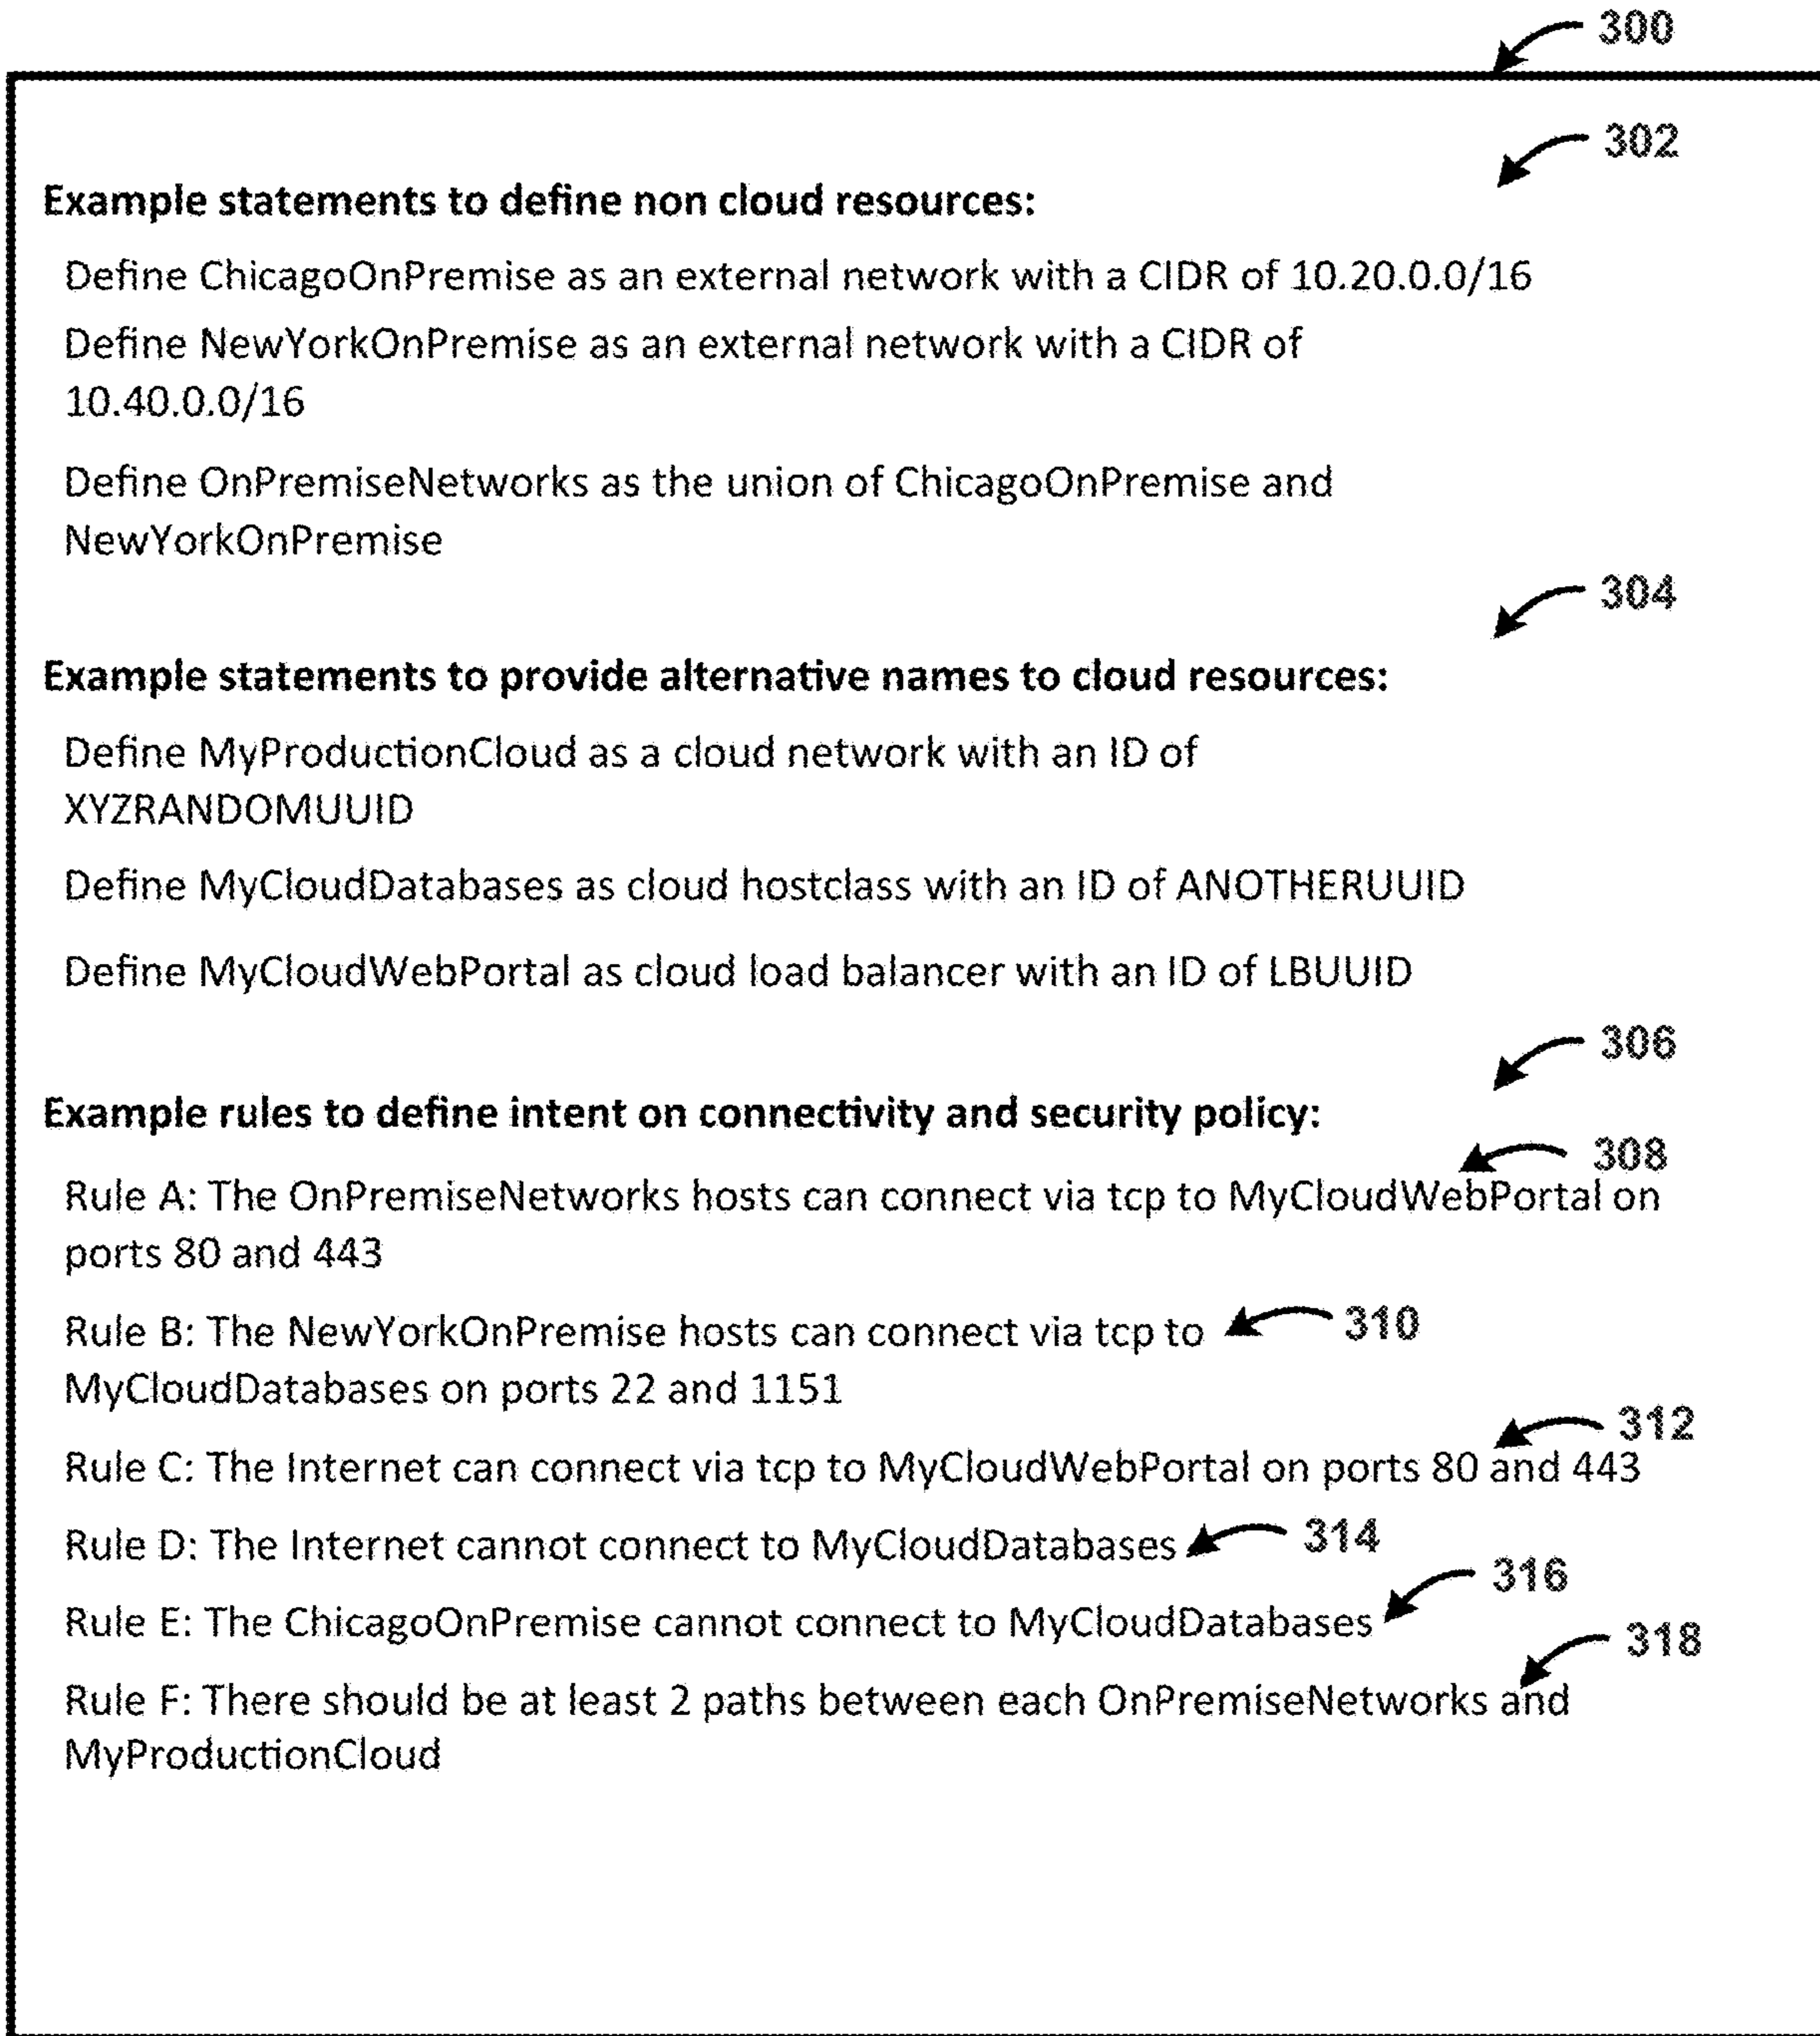 300
302
Example statements to define non cloud resources:
Define ChicagoOnPremise as an external network with a CIDR of 10.20.0.0/16
Define NewYorkOnPremise as an external network with a CIDR of
10.40.0.0/16
Define OnPremiseNetworks as the union of ChicagoOnPremise and
NewYorkOnPremise
304
Example statements to provide alternative names to cloud resources:
Define MyProductionCloud as a cloud network with an ID of
XYZRANDOMUUID
Define MyCloudDatabases as cloud hostclass with an ID of ANOTHERUUID
Define MyCloudWebPortal as cloud load balancer with an ID of LBUUID
306
Example rules to define intent on connectivity and security policy:
308
Rule A: The OnPremiseNetworks hosts can connect via tcp to MyCloudWebPortal on
ports 80 and 443
Rule B: The NewYorkOnPremise hosts can connect via tcp to 310
MyCloudDatabases on ports 22 and 1151
312
Rule C: The Internet can connect via tcp to MyCloudWebPortal on ports 80 and 443
Rule D: The Internet cannot connect to MyCloudDatabases 314
316
Rule E: The ChicagoOnPremise cannot connect to MyCloudDatabases
318
Rule F: There should be at least 2 paths between each OnPremiseNetworks and
MyProductionCloud